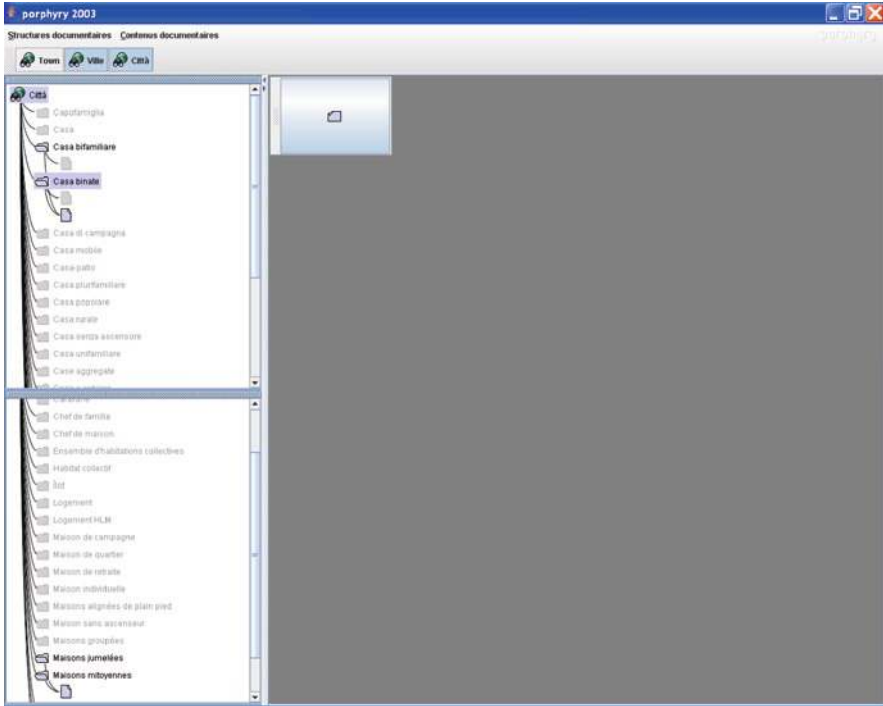 porphyry 2003
Structures documentaires Contenus documentaires
Town Ville Città
Città
Capofamiglia
Casa
Casa bifamiliare
Casa binate
Casa di campagna
Casa mobile
Casa patio
Casa plurifamiliare
Casa popolare
Casa rurale
Casa senza ascensore
Casa unifamiliare
Case aggregate
Caravane
Chef de famille
Chef de maison
Ensemble d'habitations collectives
Habitat collectif
Îlot
Logement
Logement HLM
Maison de campagne
Maison de quartier
Maison de retraite
Maison individuelle
Maisons alignées de plain pied
Maison sans ascenseur
Maisons groupées
Maisons jumelées
Maisons mitoyennes